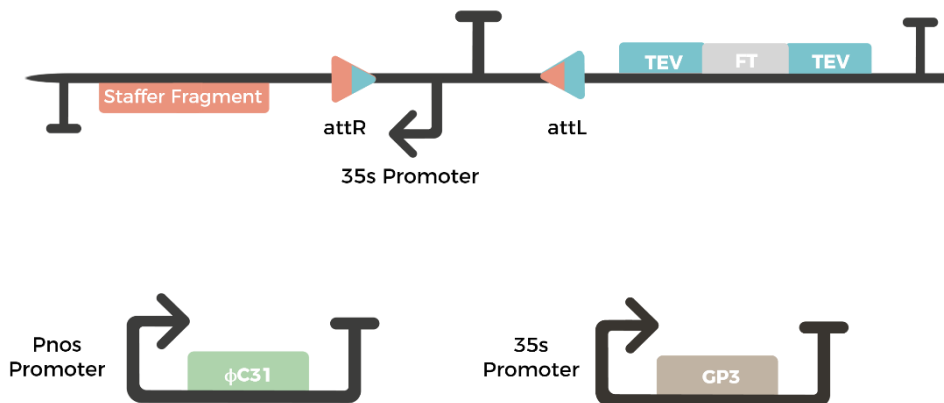 TEV FT TEV
Staffer Fragment
attR
attL
35s Promoter
Pnos
Promoter
ϕC31
35s
Promoter
GP3